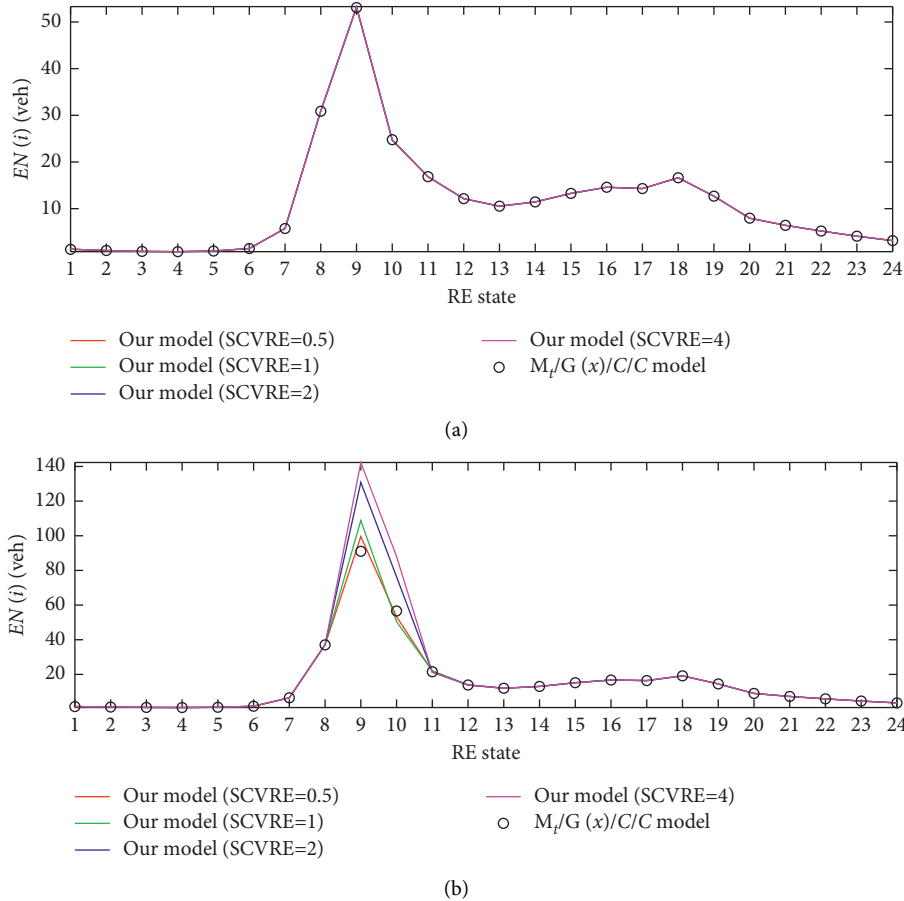 50
40
30
20
10
EN (i) (veh)
1 2 3 4 5 6 7 8 9 10 11 12 13 14 15 16 17 18 19 20 21 22 23 24
RE state
Our model (SCVRE=0.5)
Our model (SCVRE=1)
Our model (SCVRE=2)
Our model (SCVRE=4)
Mt/G (x)/C/C model
(a)
140
120
100
80
60
40
20
EN (i) (veh)
1 2 3 4 5 6 7 8 9 10 11 12 13 14 15 16 17 18 19 20 21 22 23 24
RE state
Our model (SCVRE=0.5)
Our model (SCVRE=1)
Our model (SCVRE=2)
Our model (SCVRE=4)
Mt/G (x)/C/C model
(b)